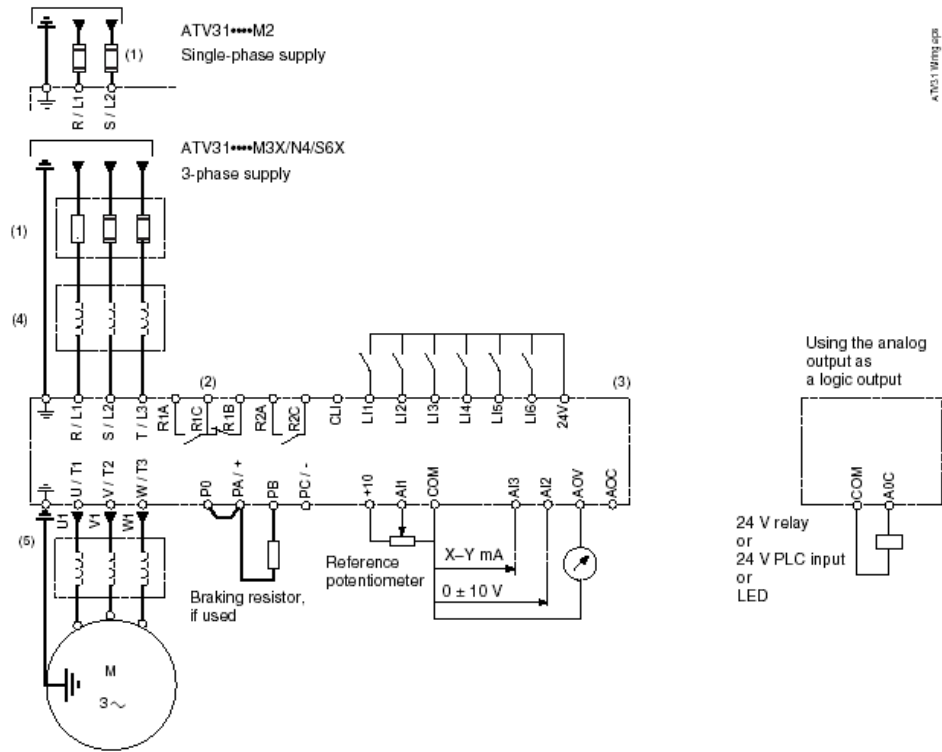 ATV31••••M2
Single-phase supply
(1)
R / L1
S / L2
ATV31••••M3X/N4/S6X
3-phase supply
(1)
(4)
(2)
(3)
R / L1
S / L2
T / L3
R1A
R1C
R1B
R2A
R2C
CLI
LI1
LI2
LI3
LI4
LI5
LI6
24V
U / T1
V / T2
W / T3
P0
PA / +
PB
PC / -
+10
AI1
COM
AI3
AI2
AOV
AOC
(5)
U1
V1
W1
Braking resistor,
if used
Reference
potentiometer
X–Y mA
0 ± 10 V
M
3∼
Using the analog
output as
a logic output
COM
A0C
24 V relay
or
24 V PLC input
or
LED
ATV31 Wiring.eps